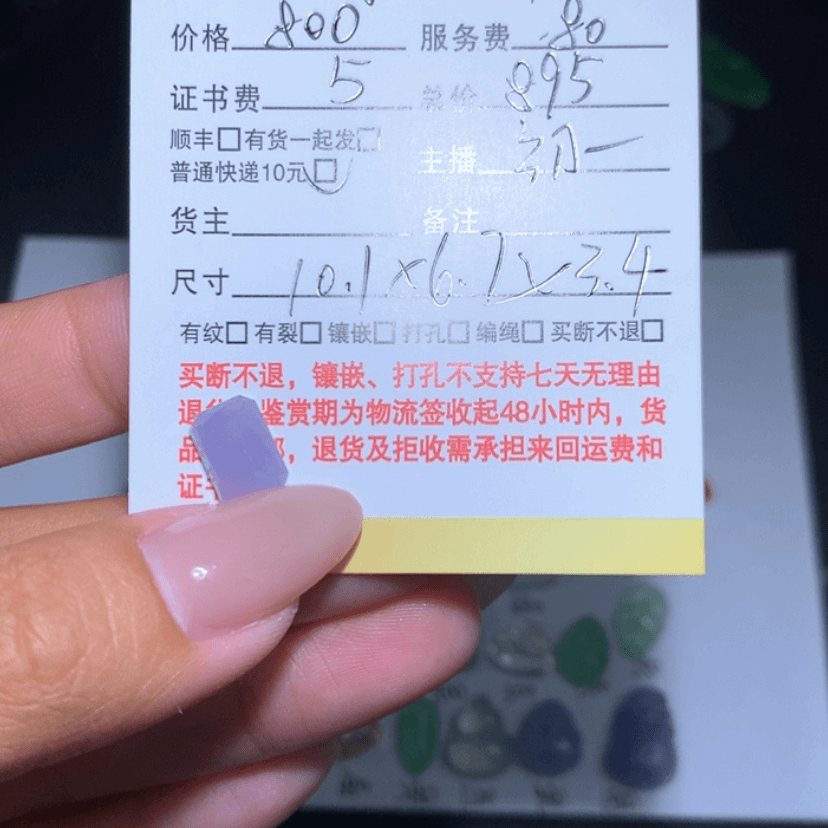 价格 800 服务费 80
证书费 5 总价 895
顺丰□有货一起发□
普通快递10元□
主播 初一
货主 备注
尺寸 10.1×6.7×3.4
有纹□ 有裂□ 镶嵌□ 打孔□ 编绳□ 买断不退□
买断不退，镶嵌、打孔不支持七天无理由
退 鉴赏期为物流签收起48小时内，货
品 ，退货及拒收需承担来回运费和
证